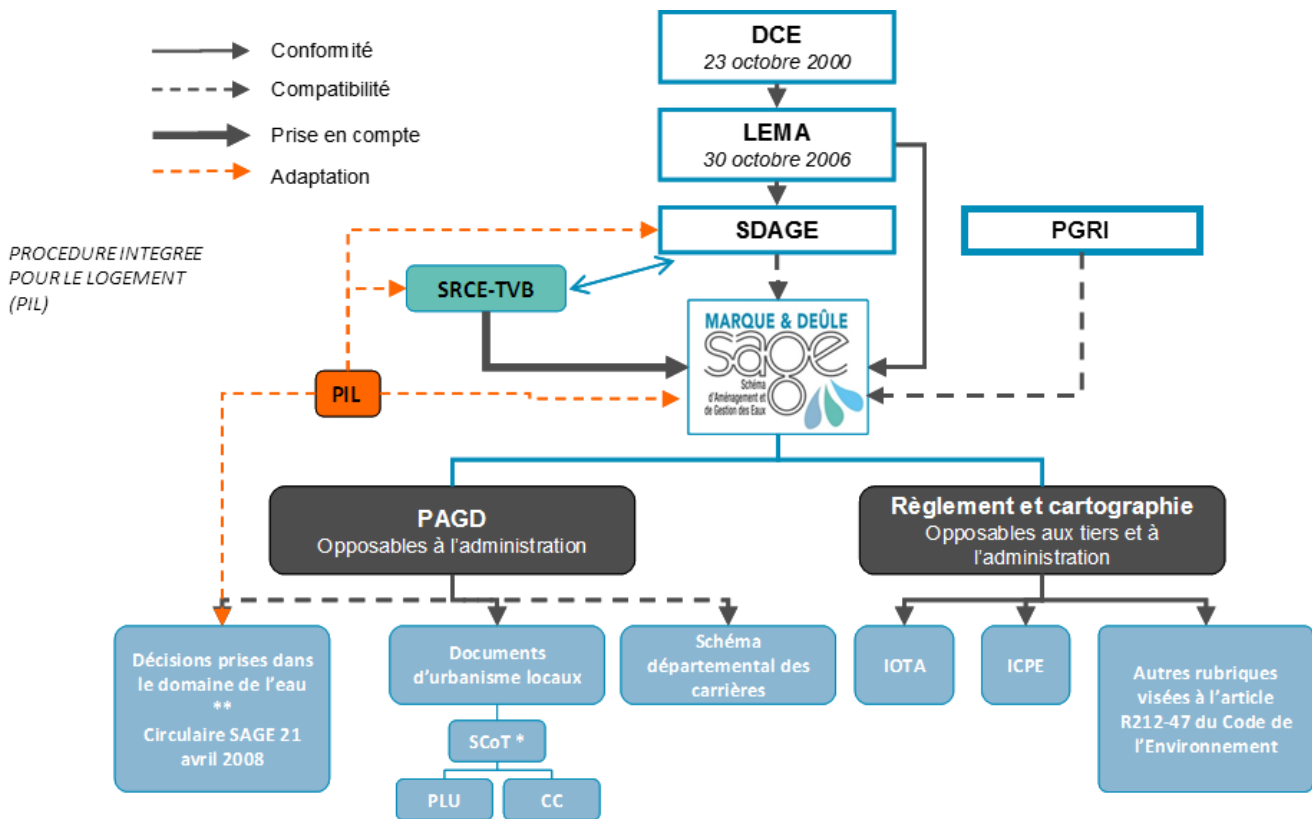 Conformité
Compatibilité
Prise en compte
Adaptation
DCE
23 octobre 2000
LEMA
30 octobre 2006
SDAGE
PGRI
PROCEDURE INTEGREE
POUR LE LOGEMENT
(PIL)
SRCE-TVB
MARQUE & DEÛLE
sage
Schéma
d'Aménagement et
de Gestion des Eaux
PIL
PAGD
Opposables à l'administration
Règlement et cartographie
Opposables aux tiers et à
l'administration
Décisions prises dans
le domaine de l'eau
**
Circulaire SAGE 21
avril 2008
Documents
d'urbanisme locaux
SCoT *
PLU
CC
Schéma
départemental des
carrières
IOTA
ICPE
Autres rubriques
visées à l'article
R212-47 du Code de
l'Environnement